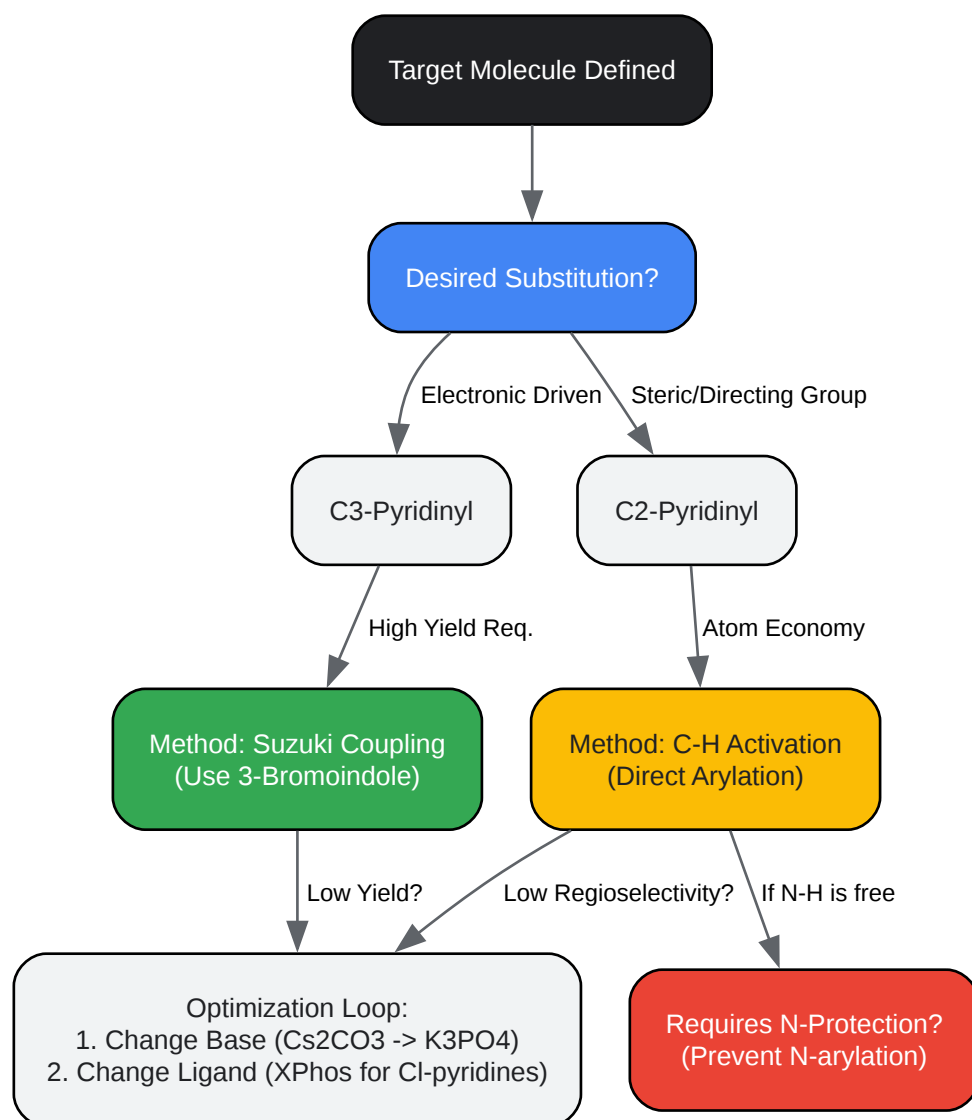 Target Molecule Defined
Desired Substitution?
Electronic Driven
Steric/Directing Group
C3-Pyridinyl
C2-Pyridinyl
High Yield Req.
Atom Economy
Method: Suzuki Coupling
(Use 3-Bromoindole)
Method: C-H Activation
(Direct Arylation)
Low Yield?
Low Regioselectivity?
If N-H is free
Optimization Loop:
1. Change Base (Cs2CO3 -> K3PO4)
2. Change Ligand (XPhos for Cl-pyridines)
Requires N-Protection?
(Prevent N-arylation)